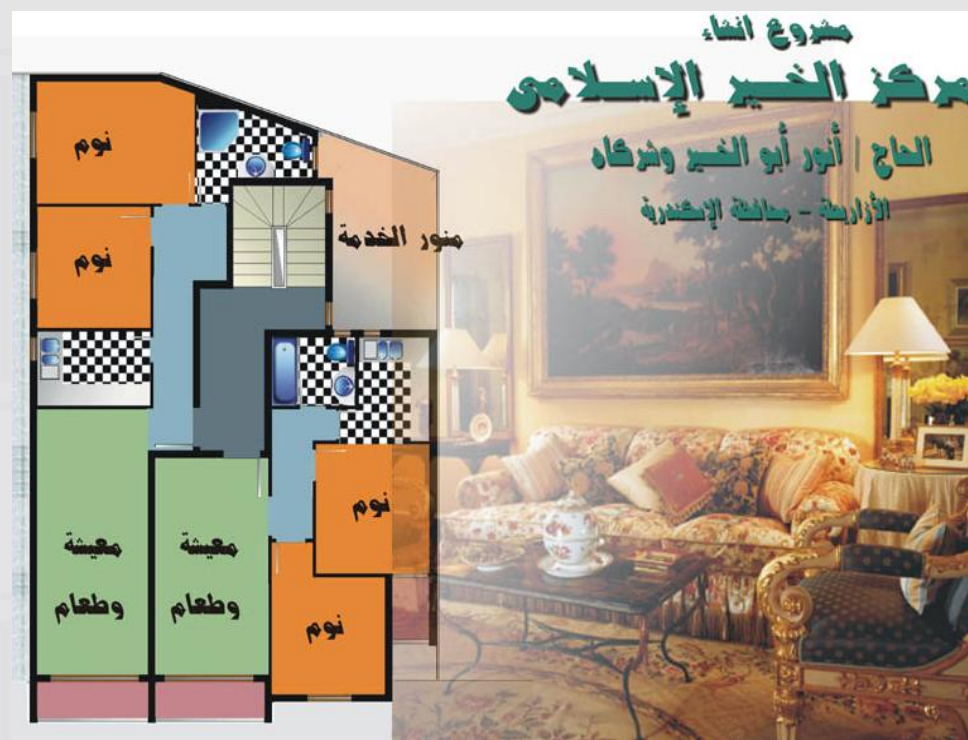 مشروع انشاء
مركز الخير الإسلامى
الحاج | أنور أبو الخير وشركاه
الأزاريطة - محافظة الإسكندرية
نوم
نوم
منور الخدمة
نوم
معيشة
وطعام
معيشة
وطعام
نوم